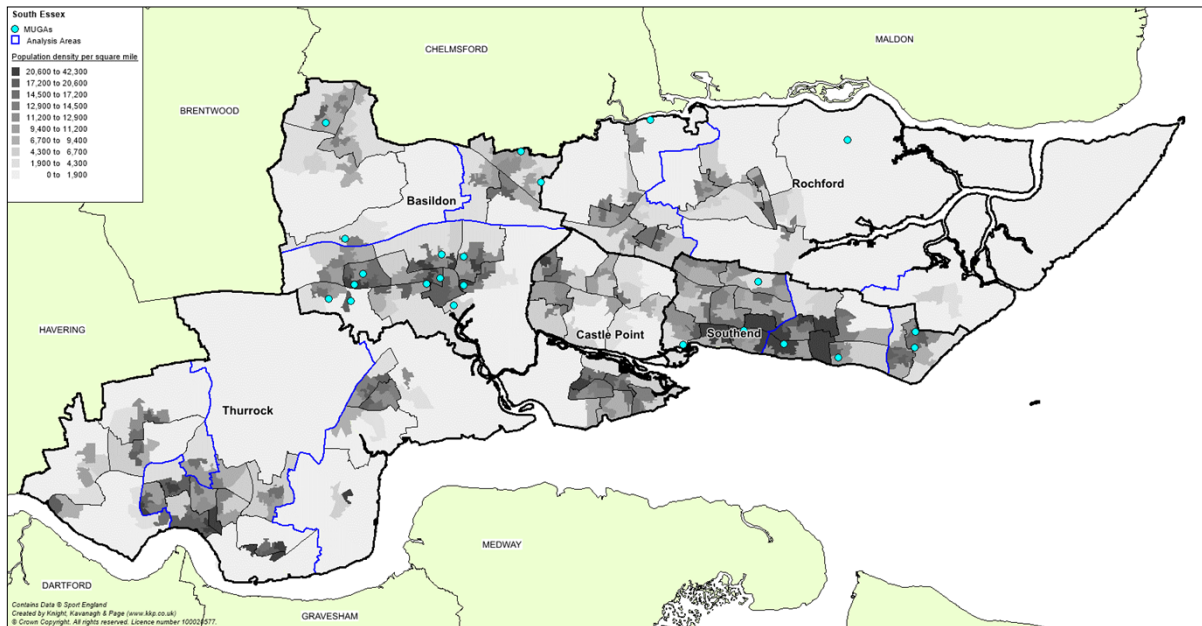 South Essex
MUGAs
Analysis Areas
Population density per square mile
20,600 to 42,300
17,200 to 20,600
14,500 to 17,200
12,900 to 14,500
11,200 to 12,900
9,400 to 11,200
6,700 to 9,400
4,300 to 6,700
1,900 to 4,300
0 to 1,900
CHELMSFORD
MALDON
BRENTWOOD
Basildon
Rochford
HAVERING
Castle Point
Southend
Thurrock
MEDWAY
DARTFORD
GRAVESHAM
Contains Data © Sport England
Created by Knight, Kavanagh & Page (www.kkp.co.uk)
© Crown Copyright. All rights reserved. Licence number 100020577.